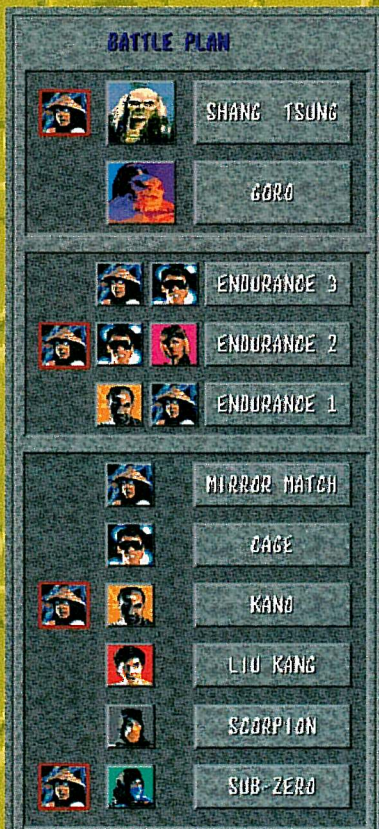 BATTLE PLAN
SHANG TSUNG
GORO
ENDURANCE 3
ENDURANCE 2
ENDURANCE 1
MIRROR MATCH
CAGE
KANO
LIU KANG
SCORPION
SUB-ZERO